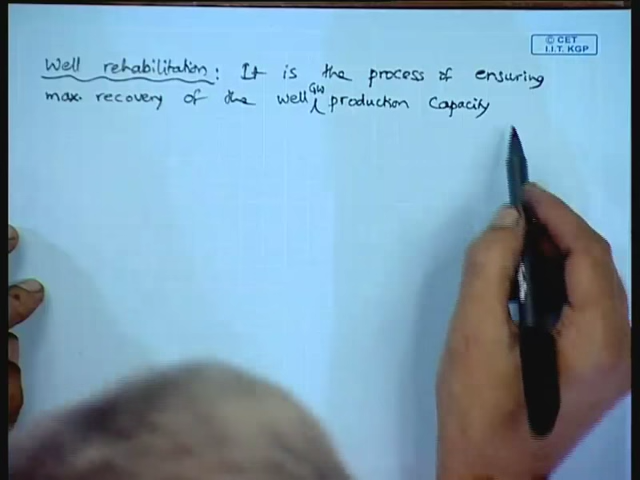 © CET
I.I.T. KGP
Well rehabilitation: It is the process of ensuring
max. recovery of the well GW production capacity